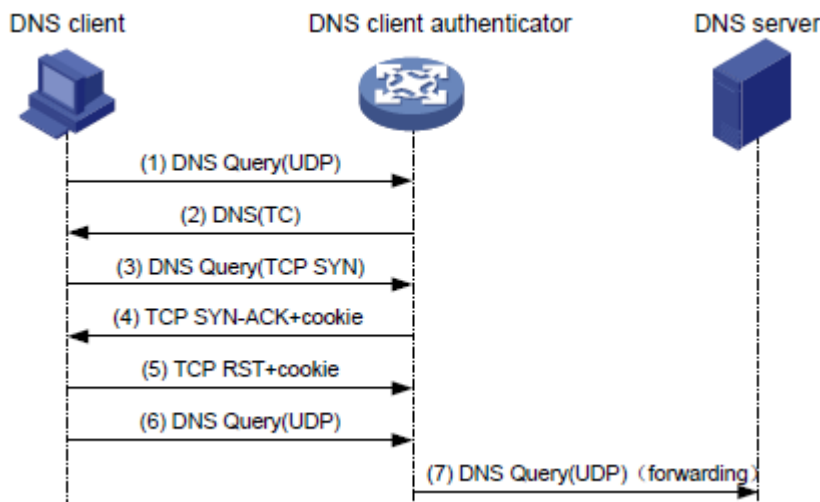 DNS client
DNS client authenticator
DNS server
(1) DNS Query(UDP)
(2) DNS(TC)
(3) DNS Query(TCP SYN)
(4) TCP SYN-ACK+cookie
(5) TCP RST+cookie
(6) DNS Query(UDP)
(7) DNS Query(UDP)（forwarding）